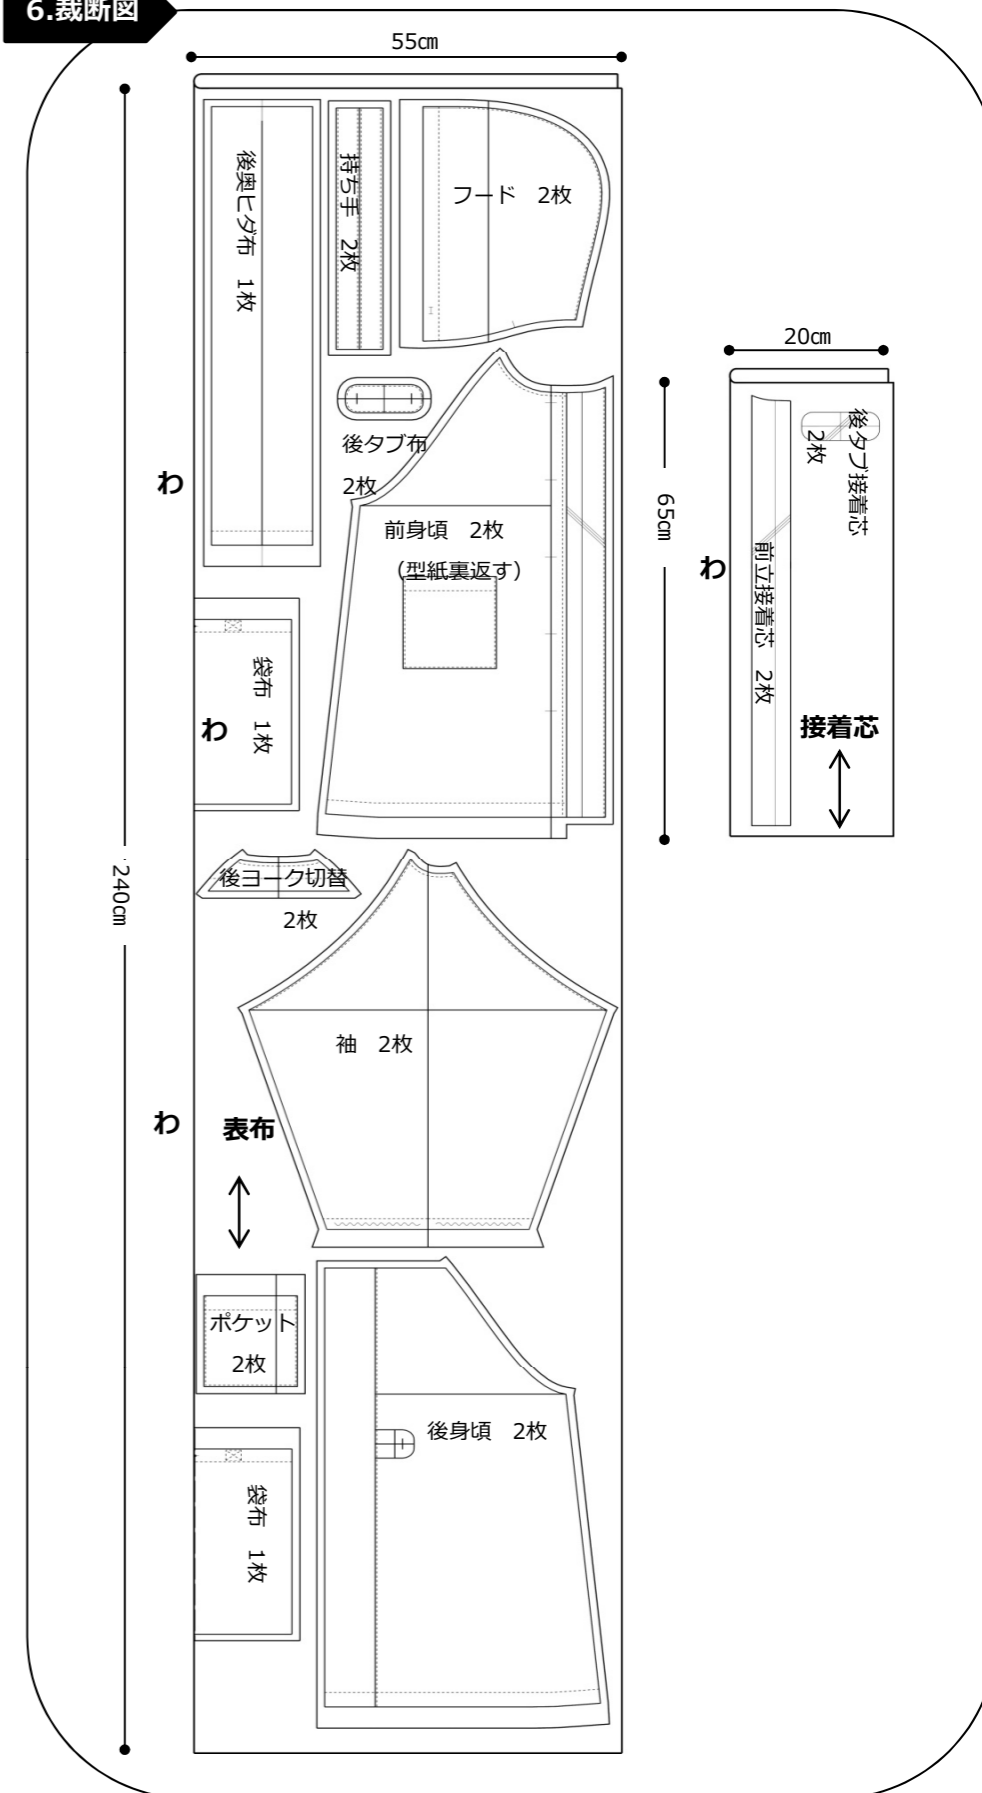 6.裁断図
55㎝
後奥ヒダ布 1枚
持ち手 2枚
フード 2枚
後タブ布
2枚
わ
前身頃 2枚
（型紙裏返す）
65㎝
袋布 1枚
わ
240㎝
後ヨーク切替
2枚
袖 2枚
わ
表布
ポケット
2枚
後身頃 2枚
袋布 1枚
20㎝
後タブ接着芯
2枚
わ
前立接着芯 2枚
接着芯